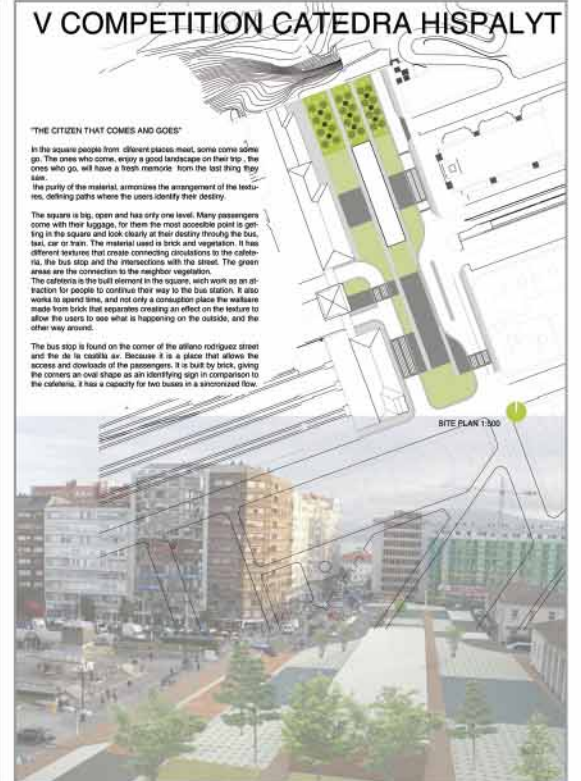 V COMPETITION CATEDRA HISPALYT
"THE CITIZEN THAT COMES AND GOES"
In the square people from diferent places meet, some come some
go. The ones who come, enjoy a good landscape on their trip , the
ones who go, will have a fresh memorie from the last thing they
saw.
the purity of the material, armonizes the arrangement of the textu-
res, defining paths where the users identify their destiny.
The square is big, open and has only one level. Many passengers
come with their luggage, for them the most accesible point is get-
ting in the square and look clearly at their destiny throuhg the bus,
taxi, car or train. The material used is brick and vegetation. It has
diferent textures that create connecting circulations to the cafete-
ria, the bus stop and the intersections with the street. The green
areas are the connection to the neighbor vegetation.
The cafeteria is the built element in the square, wich work as an at-
traction for people to continue their way to the bus station. It also
works to spend time, and not only a consuption place the wallsare
made from brick that separates creating an effect on the texture to
allow the users to see what is happening on the outside, and the
other way around.
The bus stop is found on the corner of the atilano rodriguez street
and the de la castilla av. Because it is a place that allows the
access and dowloads of the passengers. It is built by brick, giving
the corners an oval shape as ain identifying sign in comparison to
the cafeteria, it has a capacity for two buses in a sincronized flow.
SITE PLAN 1:500